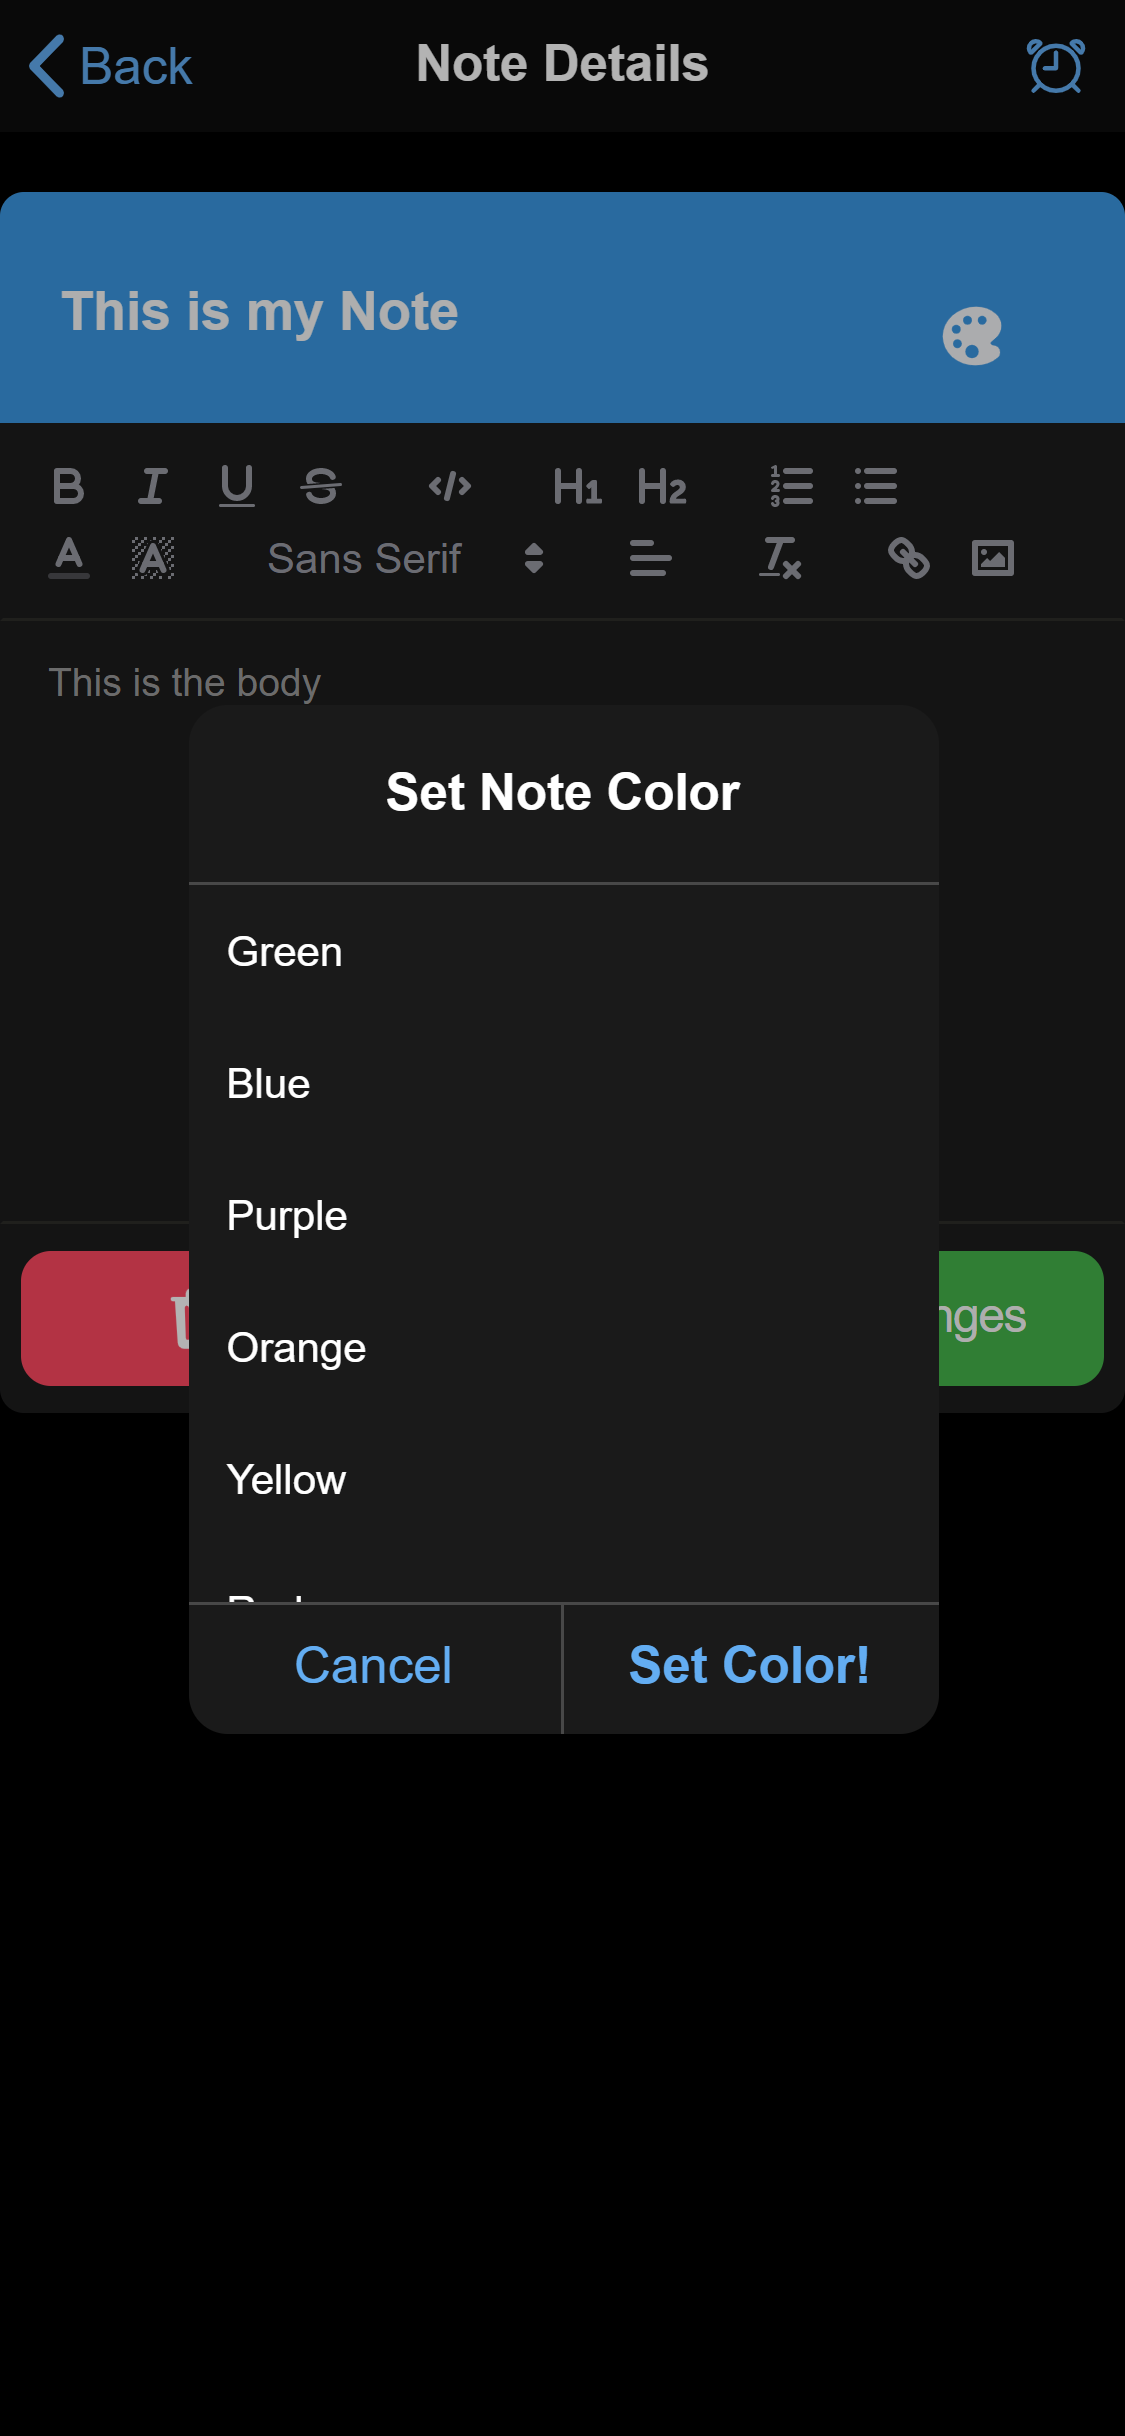 Back
Note Details
This is my Note
B I U S </> H1 H2
A A Sans Serif
This is the body
Set Note Color
Green
Blue
Purple
Orange
nges
Yellow
Cancel
Set Color!